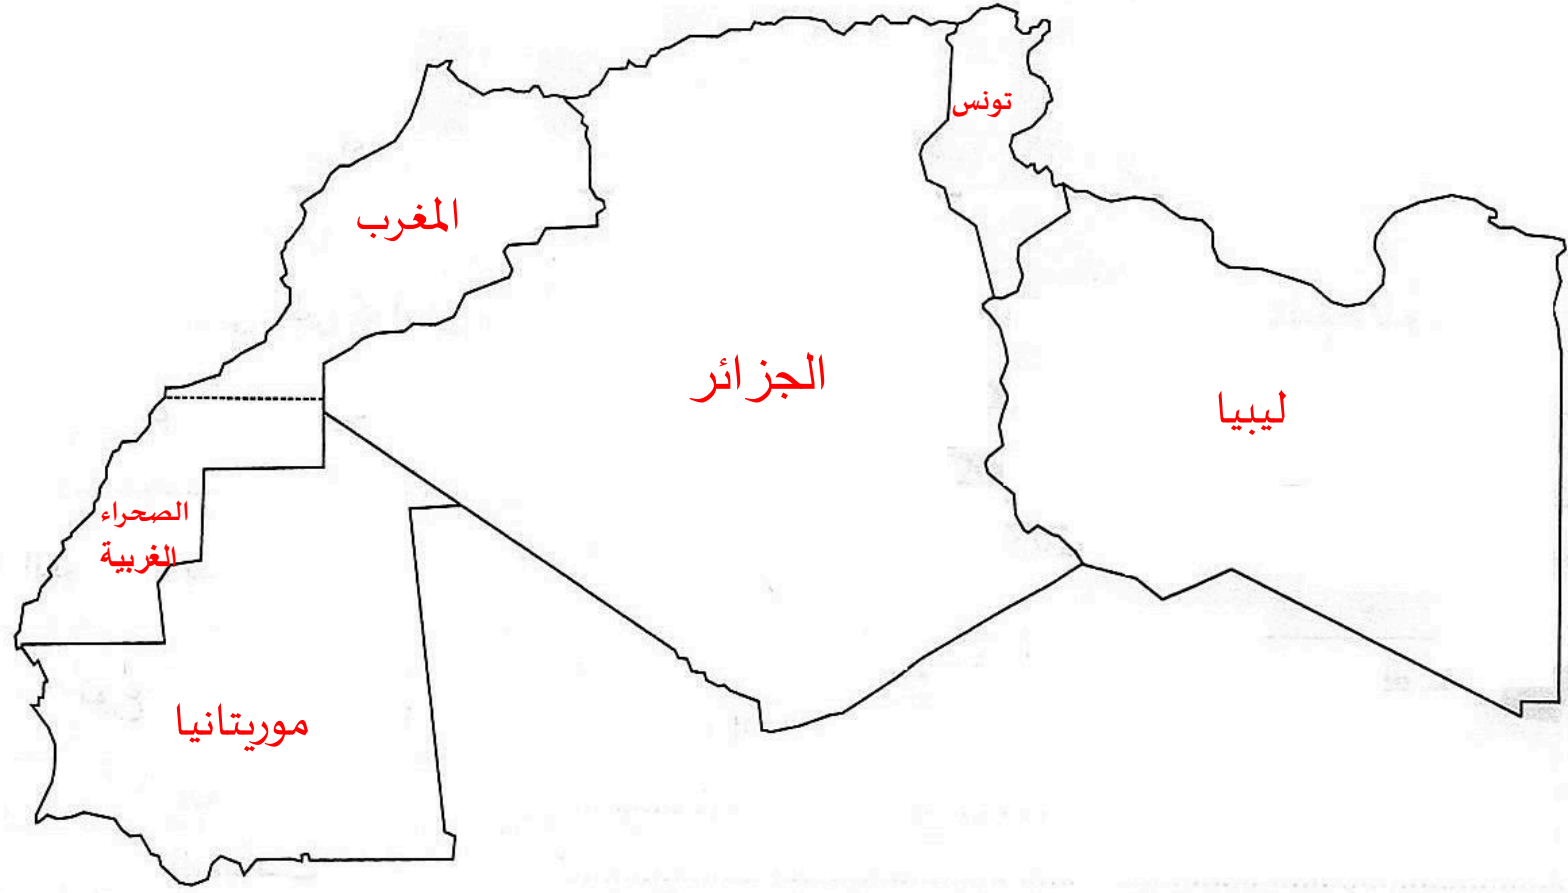 تونس
المغرب
الجزائر
ليبيا
الصحراء
الغربية
موريتانيا